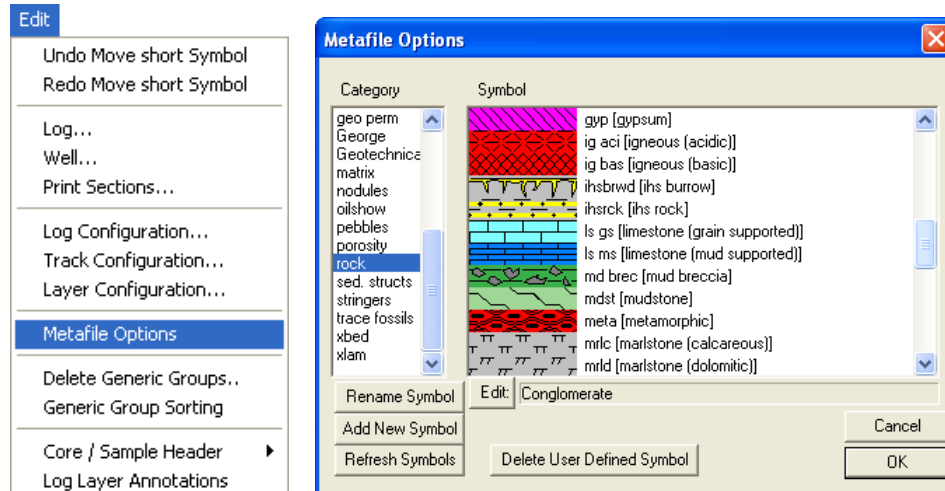 Edit
Undo Move short Symbol
Redo Move short Symbol
Log...
Well...
Print Sections...
Log Configuration...
Track Configuration...
Layer Configuration...
Metafile Options
Delete Generic Groups..
Generic Group Sorting
Core / Sample Header
Log Layer Annotations
Metafile Options
Category
Symbol
geo perm
George
Geotechnica
matrix
nodules
oilshow
pebbles
porosity
rock
sed. structs
stringers
trace fossils
xbed
xlam
gyp [gypsum]
ig aci [igneous (acidic)]
ig bas [igneous (basic)]
ihsbrwd [ihs burrow]
ihsrck [ihs rock]
ls gs [limestone (grain supported)]
ls ms [limestone (mud supported)]
md brec [mud breccia]
mdst [mudstone]
meta [metamorphic]
mrlc [marlstone (calcareous)]
mrld [marlstone (dolomitic)]
Rename Symbol
Edit:
Conglomerate
Add New Symbol
Cancel
Refresh Symbols
Delete User Defined Symbol
OK